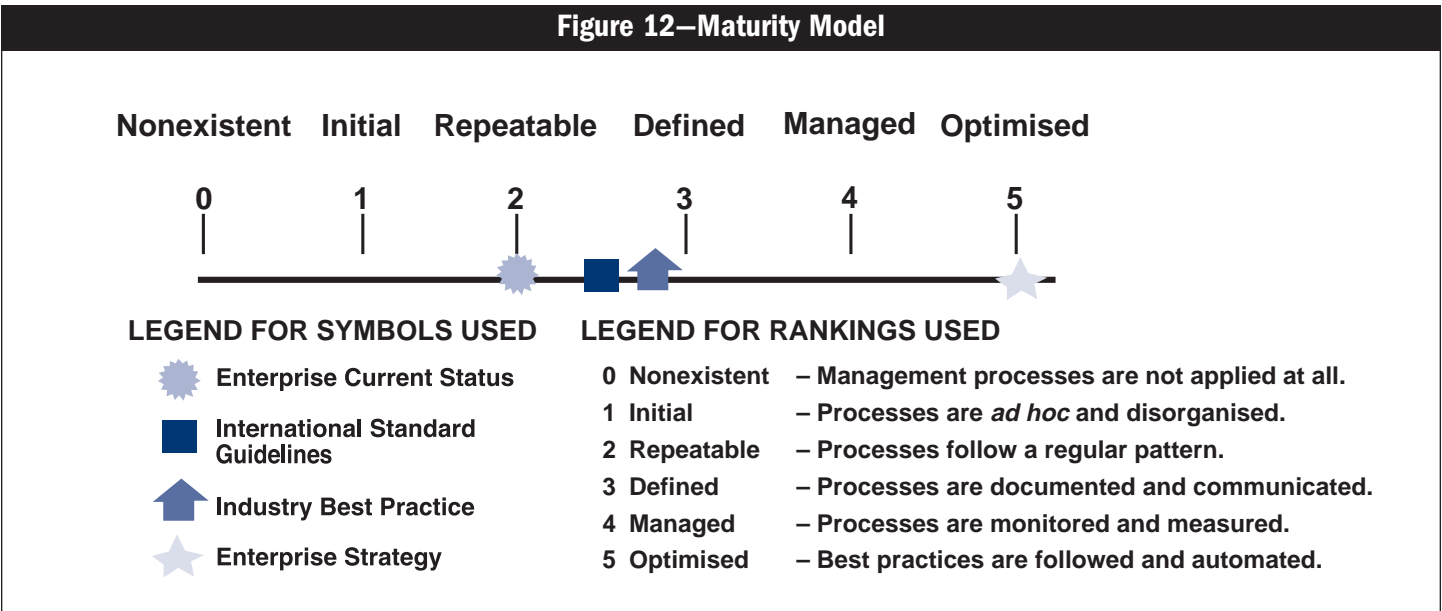 Figure 12—Maturity Model
Nonexistent Initial Repeatable Defined Managed Optimised
0 1 2 3 4 5
LEGEND FOR SYMBOLS USED
Enterprise Current Status
International Standard
Guidelines
Industry Best Practice
Enterprise Strategy
LEGEND FOR RANKINGS USED
0 Nonexistent – Management processes are not applied at all.
1 Initial – Processes are ad hoc and disorganised.
2 Repeatable – Processes follow a regular pattern.
3 Defined – Processes are documented and communicated.
4 Managed – Processes are monitored and measured.
5 Optimised – Best practices are followed and automated.